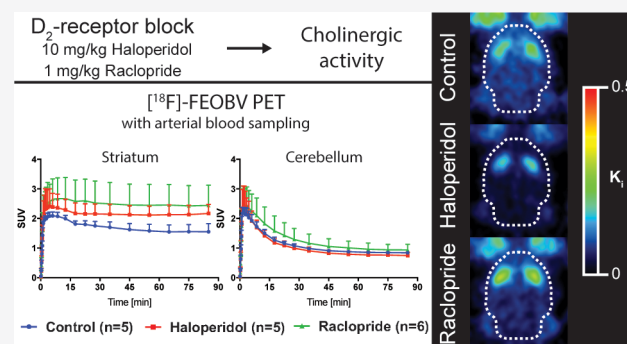 D₂-receptor block
10 mg/kg Haloperidol
1 mg/kg Raclopride
Cholinergic
activity
[¹⁸F]-FEOBV PET
with arterial blood sampling
Striatum
SUV
4
3
2
1
0
0 15 30 45 60 75 90
Time [min]
Cerebellum
SUV
4
3
2
1
0
0 15 30 45 60 75 90
Time [min]
Control (n=5) Haloperidol (n=5) Raclopride (n=6)
Control
Haloperidol
Raclopride
0.5
Kᵢ
0